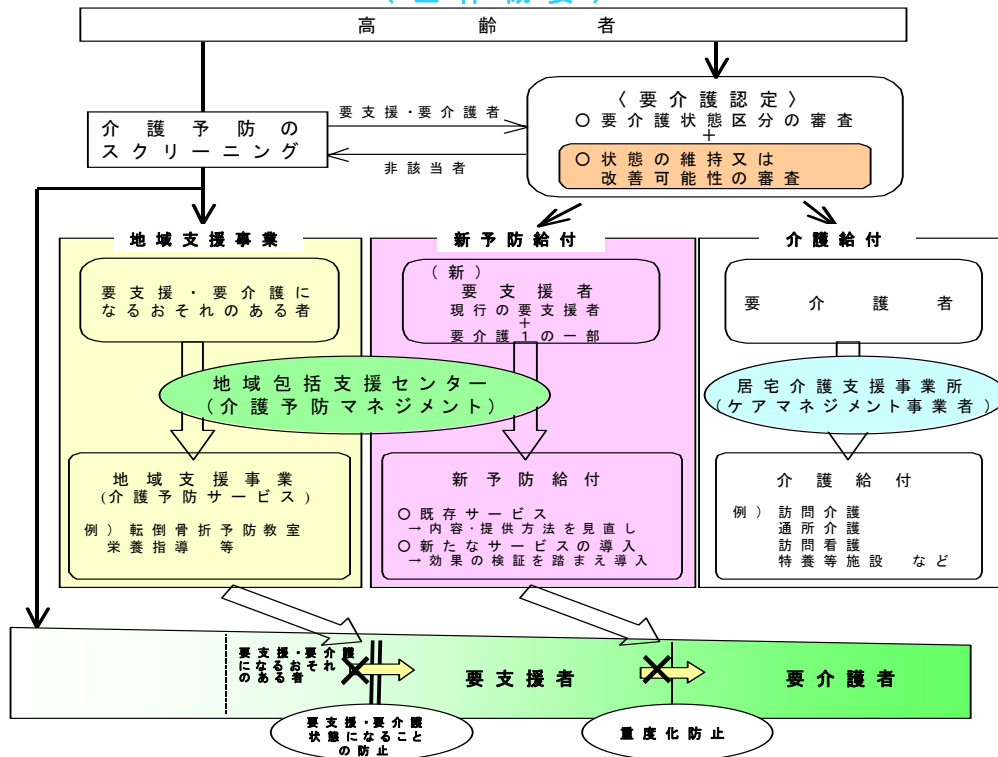 高齢者
〈要介護認定〉
○要介護状態区分の審査
+
○状態の維持又は
改善可能性の審査
介護予防の
スクリーニング
要支援・要介護者
非該当者
地域支援事業
新予防給付
介護給付
要支援・要介護に
なるおそれのある者
(新)
要支援者
現行の要支援者
+
要介護1の一部
要介護者
地域包括支援センター
(介護予防マネジメント)
居宅介護支援事業所
(ケアマネジメント事業者)
地域支援事業
(介護予防サービス)
例)転倒骨折予防教室
栄養指導 等
新予防給付
○既存サービス
→内容・提供方法を見直し
○新たなサービスの導入
→効果の検証を踏まえ導入
介護給付
例)訪問介護
通所介護
訪問看護
特養等施設 など
要支援・要介護
になるおそれ
のある者
要支援者
要介護者
要支援・要介護
状態になること
の防止
重度化防止